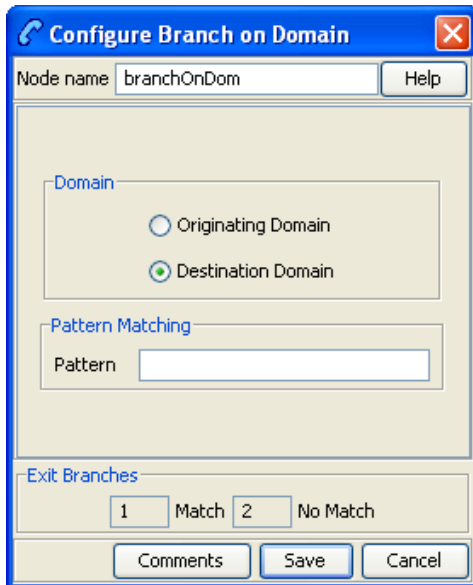 Configure Branch on Domain
Node name branchOnDom Help
Domain
Originating Domain
Destination Domain
Pattern Matching
Pattern
Exit Branches
1 Match 2 No Match
Comments Save Cancel